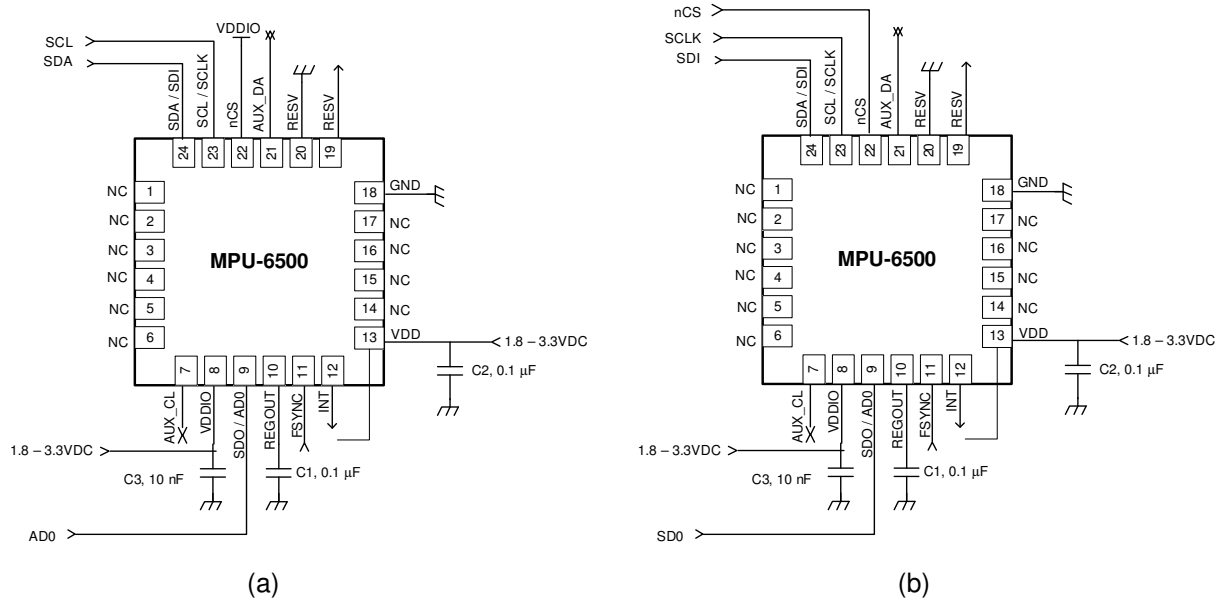 SCL
SDA
VDDIO
SDA / SDI
SCL / SCLK
nCS
AUX_DA
RESV
RESV
24
23
22
21
20
19
NC 1
NC 2
NC 3
NC 4
NC 5
NC 6
MPU-6500
18 GND
17 NC
16 NC
15 NC
14 NC
13 VDD
1.8 – 3.3VDC
C2, 0.1 µF
7
8
9
10
11
12
AUX_CL
VDDIO
SDO / AD0
REGOUT
FSYNC
INT
1.8 – 3.3VDC
C3, 10 nF
C1, 0.1 µF
AD0
(a)
nCS
SCLK
SDI
SDA / SDI
SCL / SCLK
nCS
AUX_DA
RESV
RESV
24
23
22
21
20
19
NC 1
NC 2
NC 3
NC 4
NC 5
NC 6
MPU-6500
18 GND
17 NC
16 NC
15 NC
14 NC
13 VDD
1.8 – 3.3VDC
C2, 0.1 µF
7
8
9
10
11
12
AUX_CL
VDDIO
SDO / AD0
REGOUT
FSYNC
INT
1.8 – 3.3VDC
C3, 10 nF
C1, 0.1 µF
SD0
(b)